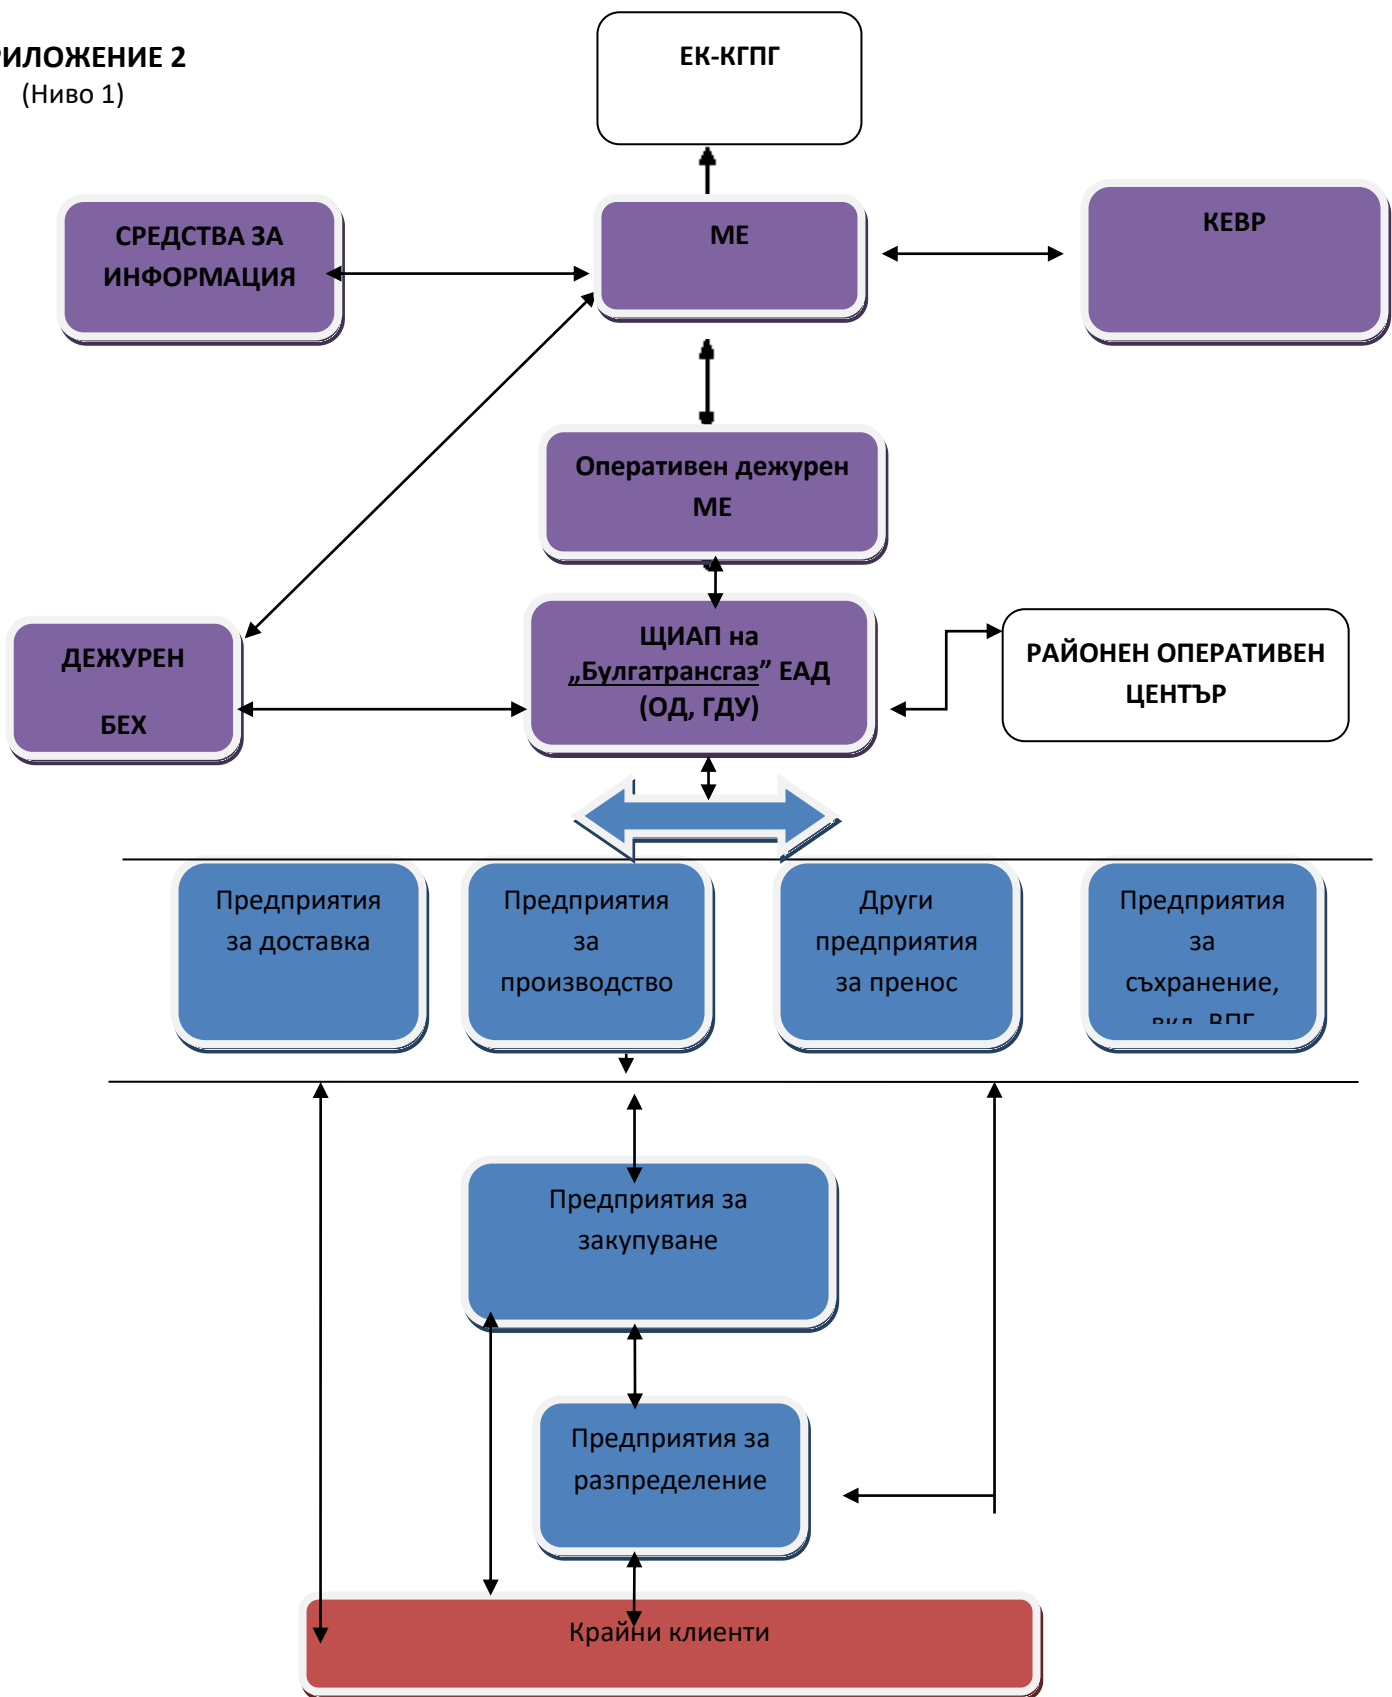 РИЛОЖЕНИЕ 2
(Ниво 1)
ЕК-КГПГ
СРЕДСТВА ЗА
ИНФОРМАЦИЯ
МЕ
КЕВР
Оперативен дежурен
МЕ
ДЕЖУРЕН
БЕХ
ЩИАП на
„Булгатрансгаз” ЕАД
(ОД, ГДУ)
РАЙОНЕН ОПЕРАТИВЕН
ЦЕНТЪР
Предприятия
за доставка
Предприятия
за
производство
Други
предприятия
за пренос
Предприятия
за
съхранение,
вкл. ВПГ
Предприятия за
закупуване
Предприятия за
разпределение
Крайни клиенти